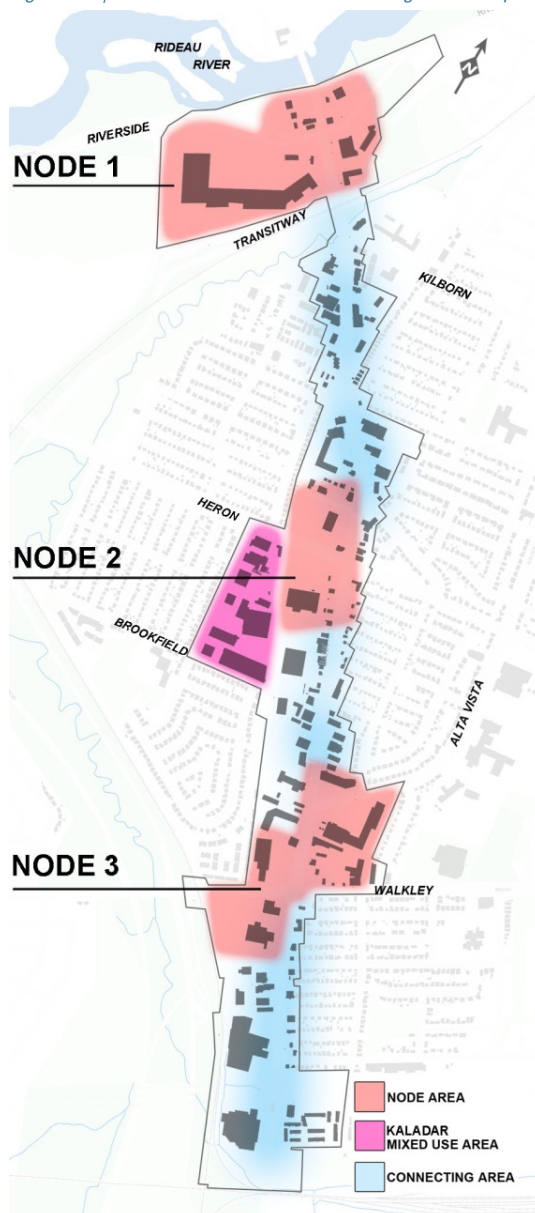 RIDEAU
RIVER
N
RIVERSIDE
NODE 1
TRANSITWAY
KILBORN
HERON
NODE 2
BROOKFIELD
ALTA VISTA
NODE 3
WALKLEY
NODE AREA
KALADAR
MIXED USE AREA
CONNECTING AREA